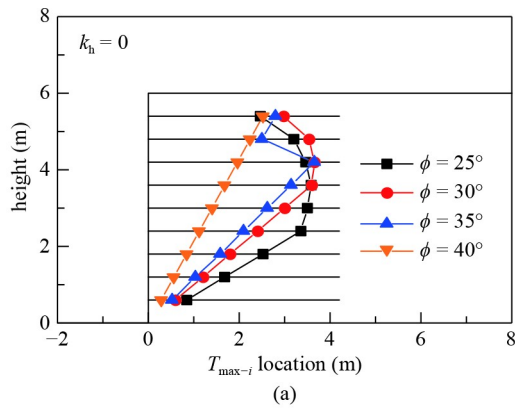 8
k_h = 0
6
4
2
0
height (m)
ϕ = 25°
ϕ = 30°
ϕ = 35°
ϕ = 40°
−2 0 2 4 6 8
T_max−i location (m)
(a)